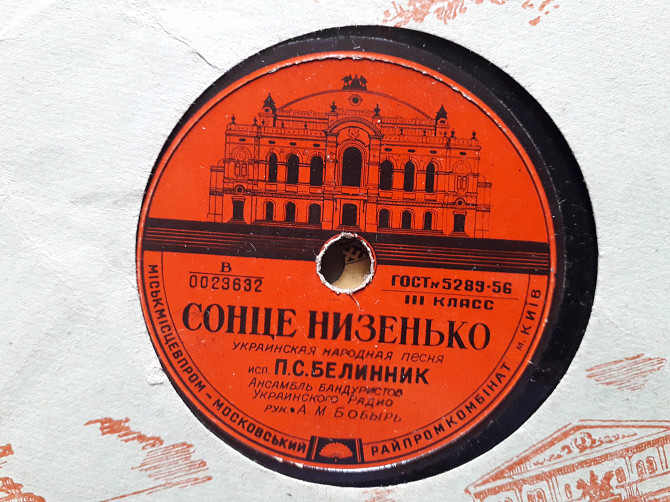 В
0023632
ГОСТ № 5289-56
III КЛАСС
СОНЦЕ НИЗЕНЬКО
УКРАИНСКАЯ НАРОДНАЯ ПЕСНЯ
исп. П.С.БЕЛИННИК
АНСАМБЛЬ БАНДУРИСТОВ
УКРАИНСКОГО РАДИО
РУК. А М БОБЫРЬ
МІСЬКМІСЦЕВПРОМ - МОСКОВСЬКИЙ РАЙПРОМКОМБІНАТ м. КИЇВ